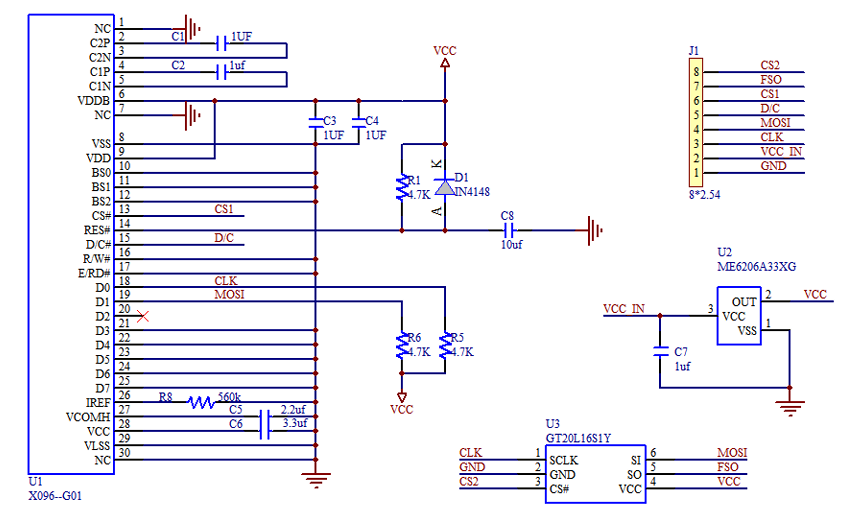 NC 1
C2P 2 C1 1UF
C2N 3
C1P 4 C2 1uf
C1N 5
VDDB 6
NC 7
VSS 8
VDD 9
BS0 10
BS1 11
BS2 12
CS# 13 CS1
RES# 14
D/C# 15 D/C
R/W# 16
E/RD# 17
D0 18 CLK
D1 19 MOSI
D2 20
D3 21
D4 22
D5 23
D6 24
D7 25
IREF 26 R8 560k
VCOMH 27 C5 2.2uf
VCC 28 C6 3.3uf
VLSS 29
NC 30
U1
X096--G01
VCC
C3
1UF
C4
1UF
R1
4.7K
K
D1
IN4148
A
C8
10uf
R6
4.7K
R5
4.7K
VCC
J1
8 CS2
7 FSO
6 CS1
5 D/C
4 MOSI
3 CLK
2 VCC_IN
1 GND
8*2.54
U2
ME6206A33XG
OUT 2 VCC
VCC_IN 3 VCC
VSS 1
C7
1uf
U3
GT20L16S1Y
CLK 1 SCLK SI 6 MOSI
GND 2 GND SO 5 FSO
CS2 3 CS# VCC 4 VCC